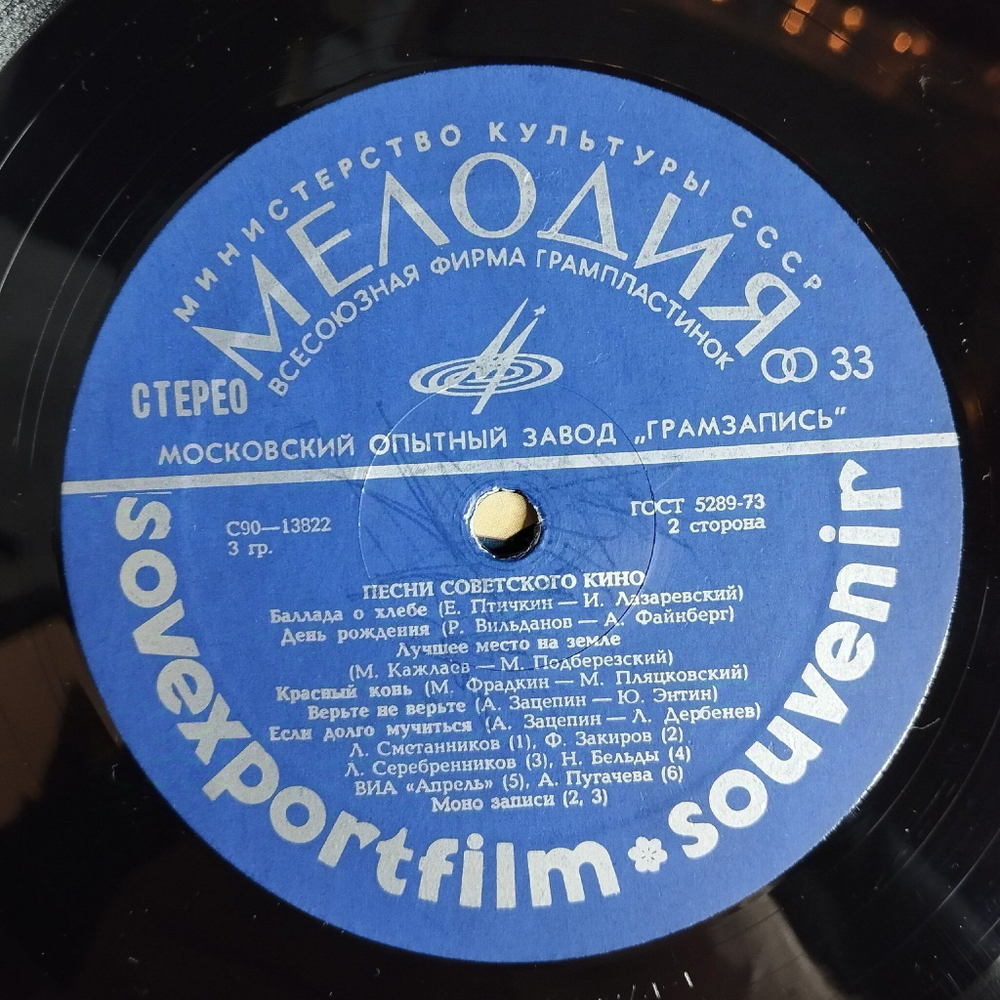 МИНИСТЕРСТВО КУЛЬТУРЫ СССР
МЕЛОДИЯ
ВСЕСОЮЗНАЯ ФИРМА ГРАМПЛАСТИНОК
СТЕРЕО
33
МОСКОВСКИЙ ОПЫТНЫЙ ЗАВОД „ГРАМЗАПИСЬ"
С90—13822
3 гр.
ГОСТ 5289-73
2 сторона
ПЕСНИ СОВЕТСКОГО КИНО
Баллада о хлебе (Е. Птичкин — И. Лазаревский)
День рождения (Р. Вильданов — А. Файнберг)
Лучшее место на земле
(М. Кажлаев — М. Подберезский)
Красный конь (М. Фрадкин — М. Пляцковский)
Верьте не верьте (А. Зацепин — Ю. Энтин)
Если долго мучиться (А. Зацепин — Л. Дербенев)
Л. Сметанников (1), Ф. Закиров (2)
Л. Серебренников (3), Н. Бельды (4)
ВИА «Апрель» (5), А. Пугачева (6)
Моно записи (2, 3)
sovexportfilm souvenir